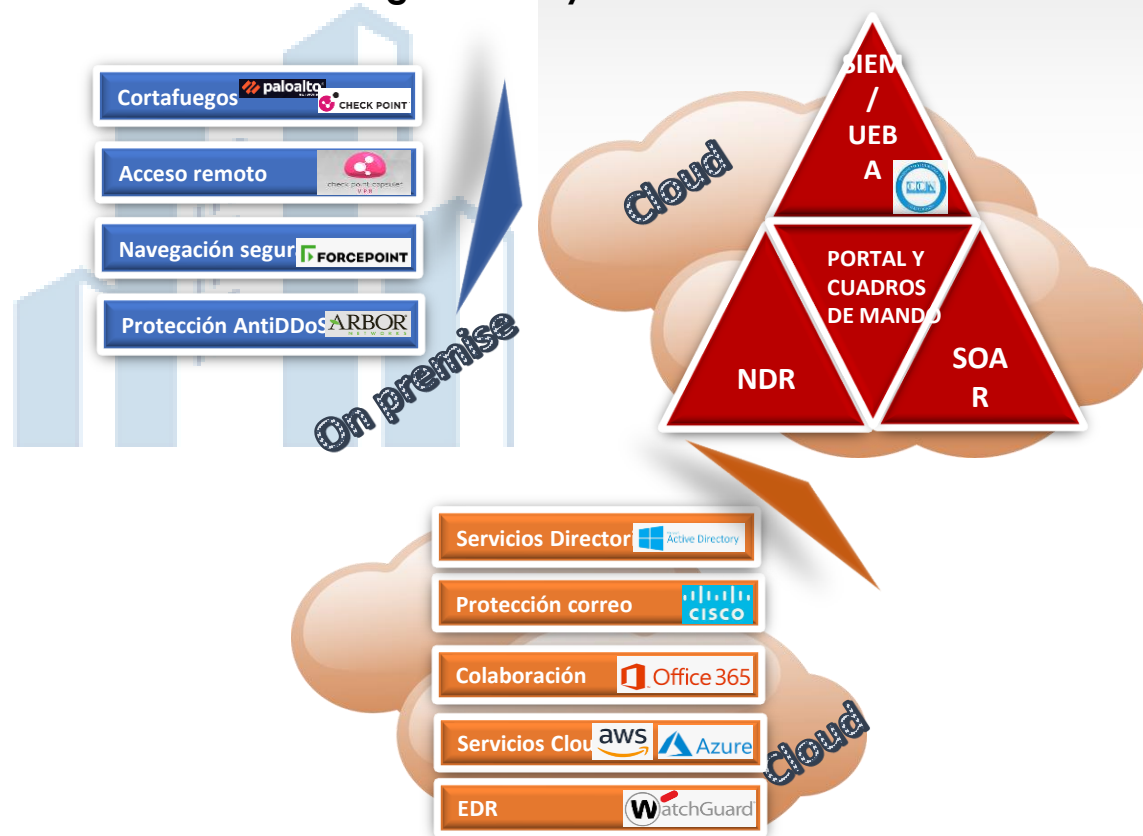 Cortafuegos
paloalto
CHECK POINT
Acceso remoto
check point capsule
VPN
Navegación segur
FORCEPOINT
Protección AntiDDoS
ARBOR
NETWORKS
On premise
Cloud
SIEM
/
UEB
A
PORTAL Y
CUADROS
DE MANDO
NDR
SOA
R
Servicios Director
Active Directory
Protección correo
CISCO
Colaboración
Office 365
Servicios Clou
aws
Azure
EDR
WatchGuard
Cloud